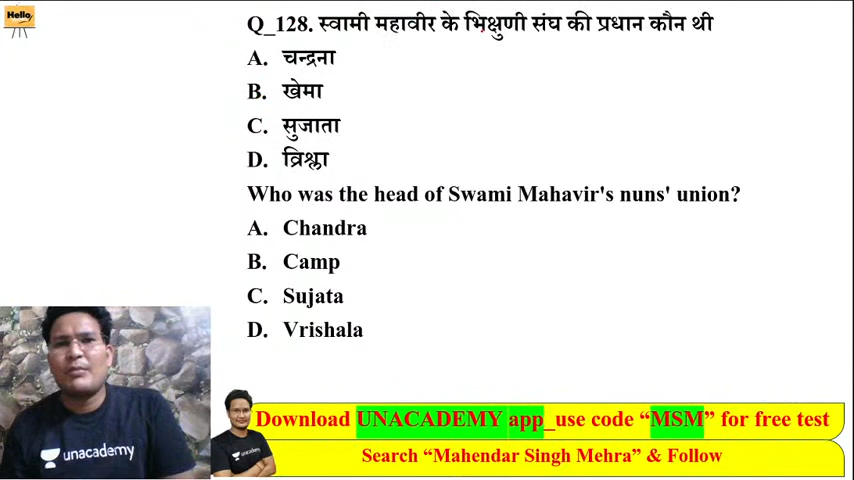 Hello
Q_128. स्वामी महावीर के भिक्षुणी संघ की प्रधान कौन थी
A. चन्द्रना
B. खेमा
C. सुजाता
D. व्रिश्ला
Who was the head of Swami Mahavir's nuns' union?
A. Chandra
B. Camp
C. Sujata
D. Vrishala
unacademy
Download UNACADEMY app_use code “MSM” for free test
Search “Mahendar Singh Mehra” & Follow